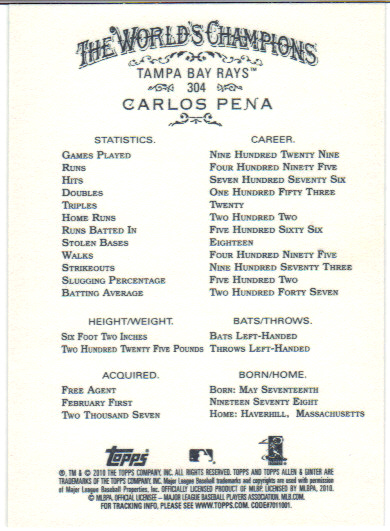 The World's Champions
TAMPA BAY RAYS™
304
CARLOS PENA
STATISTICS. CAREER.
Games Played Nine Hundred Twenty Nine
Runs Four Hundred Ninety Five
Hits Seven Hundred Seventy Six
Doubles One Hundred Fifty Three
Triples Twenty
Home Runs Two Hundred Two
Runs Batted In Five Hundred Sixty Six
Stolen Bases Eighteen
Walks Four Hundred Ninety Five
Strikeouts Nine Hundred Seventy Three
Slugging Percentage Five Hundred Two
Batting Average Two Hundred Forty Seven
HEIGHT/WEIGHT. BATS/THROWS.
Six Foot Two Inches Bats Left-Handed
Two Hundred Twenty Five Pounds Throws Left-Handed
ACQUIRED. BORN/HOME.
Free Agent Born: May Seventeenth
February First Nineteen Seventy Eight
Two Thousand Seven Home: Haverhill, Massachusetts
Topps
®, TM & © 2010 THE TOPPS COMPANY, INC. ALL RIGHTS RESERVED. TOPPS AND TOPPS ALLEN & GINTER ARE
TRADEMARKS OF THE TOPPS COMPANY, INC. Major League Baseball trademarks and copyrights are used with permission
of Major League Baseball Properties, Inc. OFFICIALLY LICENSED PRODUCT OF MLBP. LICENSED BY MLBPA, 2010.
© MLBPA, OFFICIAL LICENSEE – MAJOR LEAGUE BASEBALL PLAYERS ASSOCIATION. MLB.COM.
FOR TRACKING INFO, PLEASE SEE WWW.TOPPS.COM. CODE#7011001.